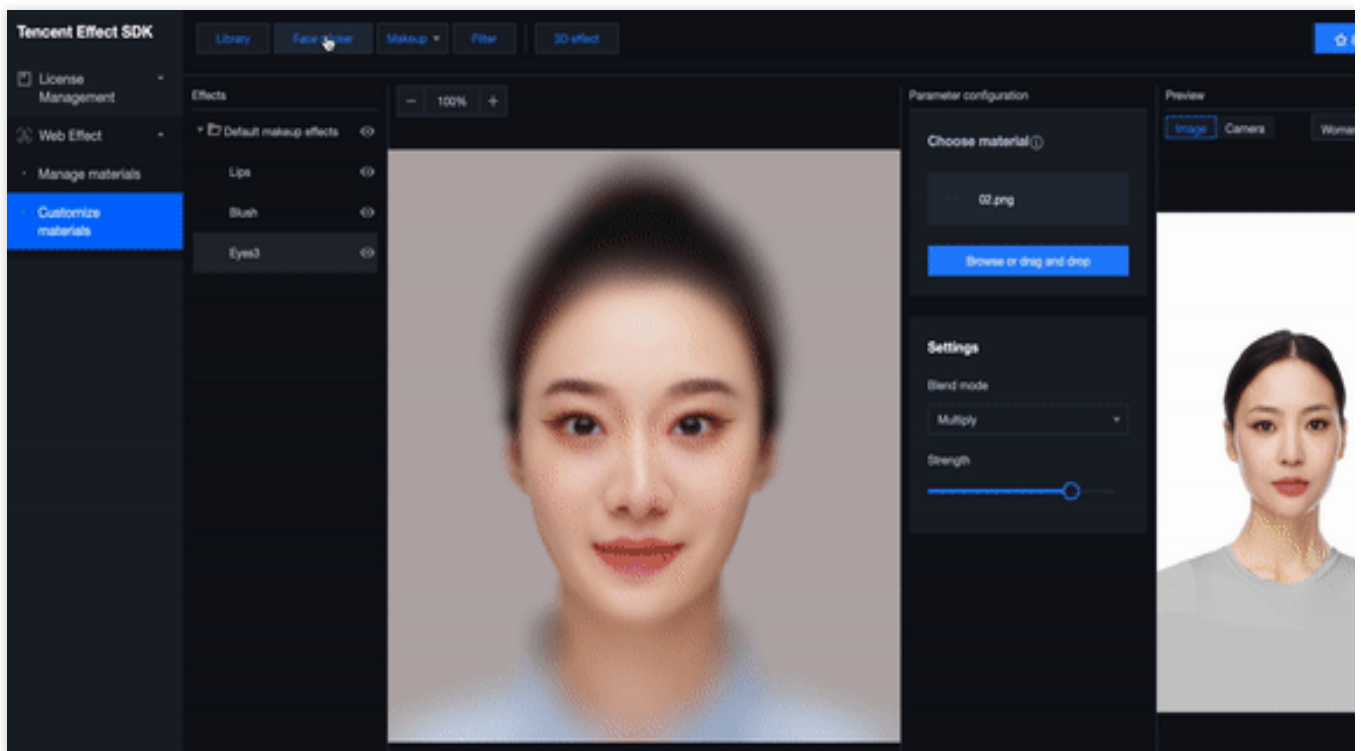 Tencent Effect SDK
Library
Face sticker
Makeup
Filter
3D effect
License
Management
Web Effect
Manage materials
Customize
materials
Effects
Default makeup effects
Lips
Blush
Eyes3
100%
Parameter configuration
Choose material
02.png
Browse or drag and drop
Settings
Blend mode
Multiply
Strength
Preview
Image
Camera